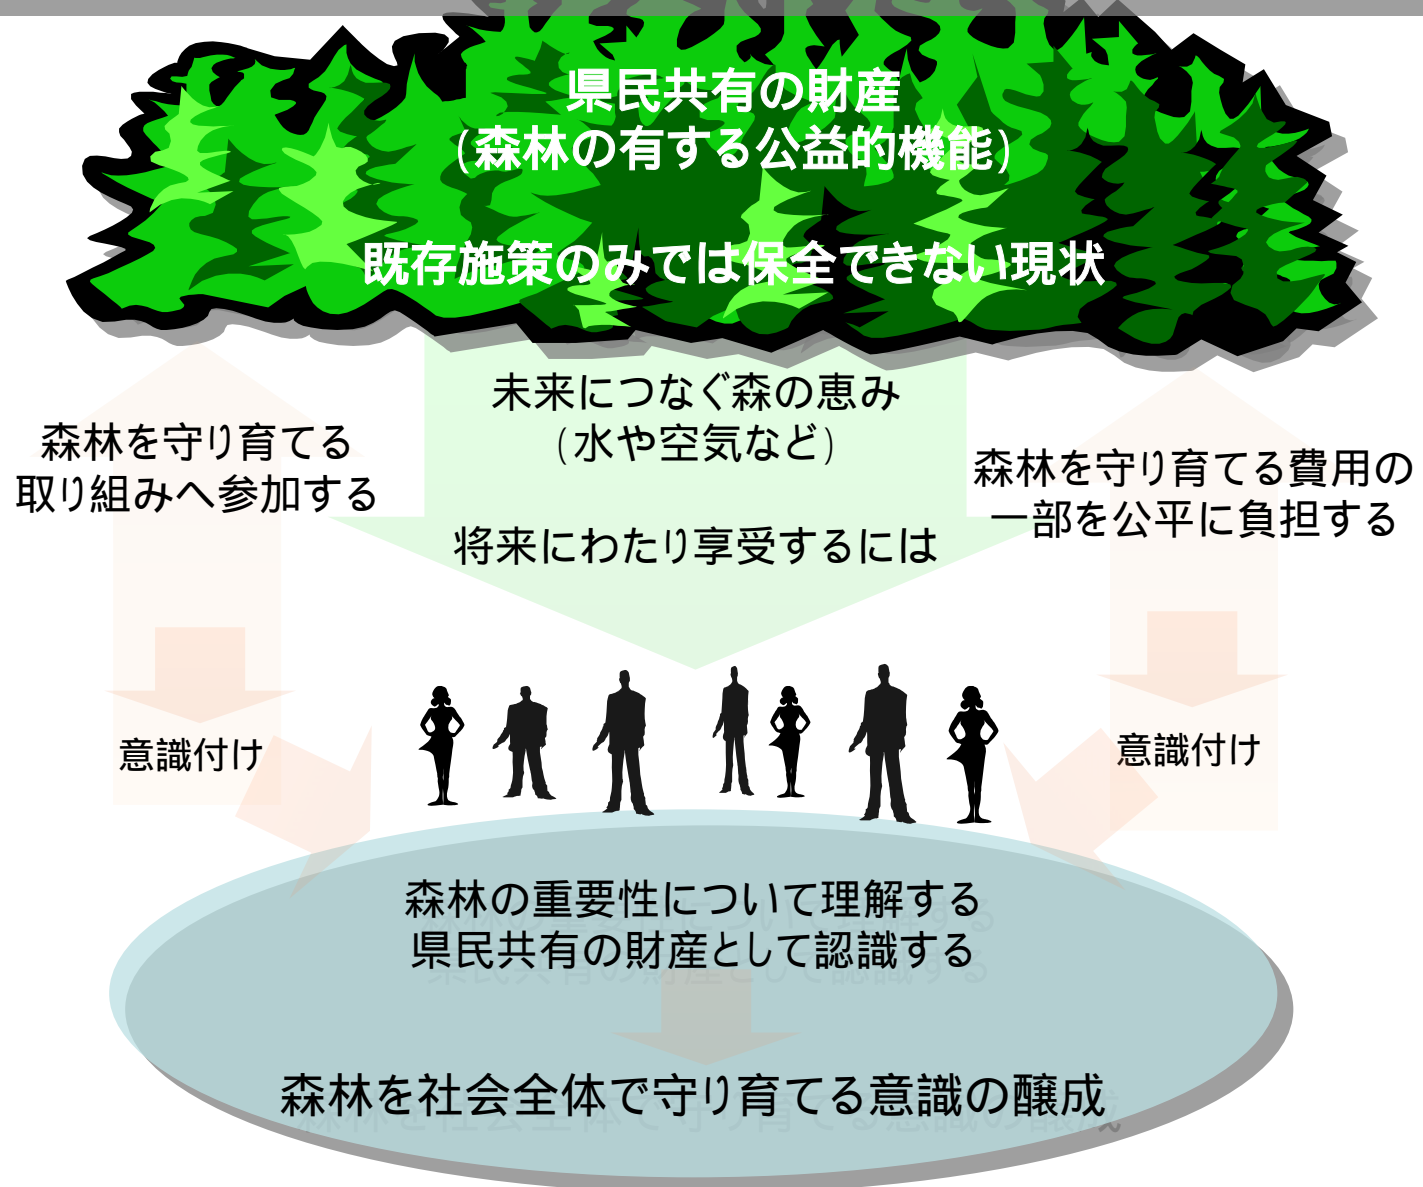 県民共有の財産
(森林の有する公益的機能)
既存施策のみでは保全できない現状
未来につなぐ森の恵み
(水や空気など)
将来にわたり享受するには
森林を守り育てる
取り組みへ参加する
森林を守り育てる費用の
一部を公平に負担する
意識付け
意識付け
森林の重要性について理解する
県民共有の財産として認識する
森林を社会全体で守り育てる意識の醸成